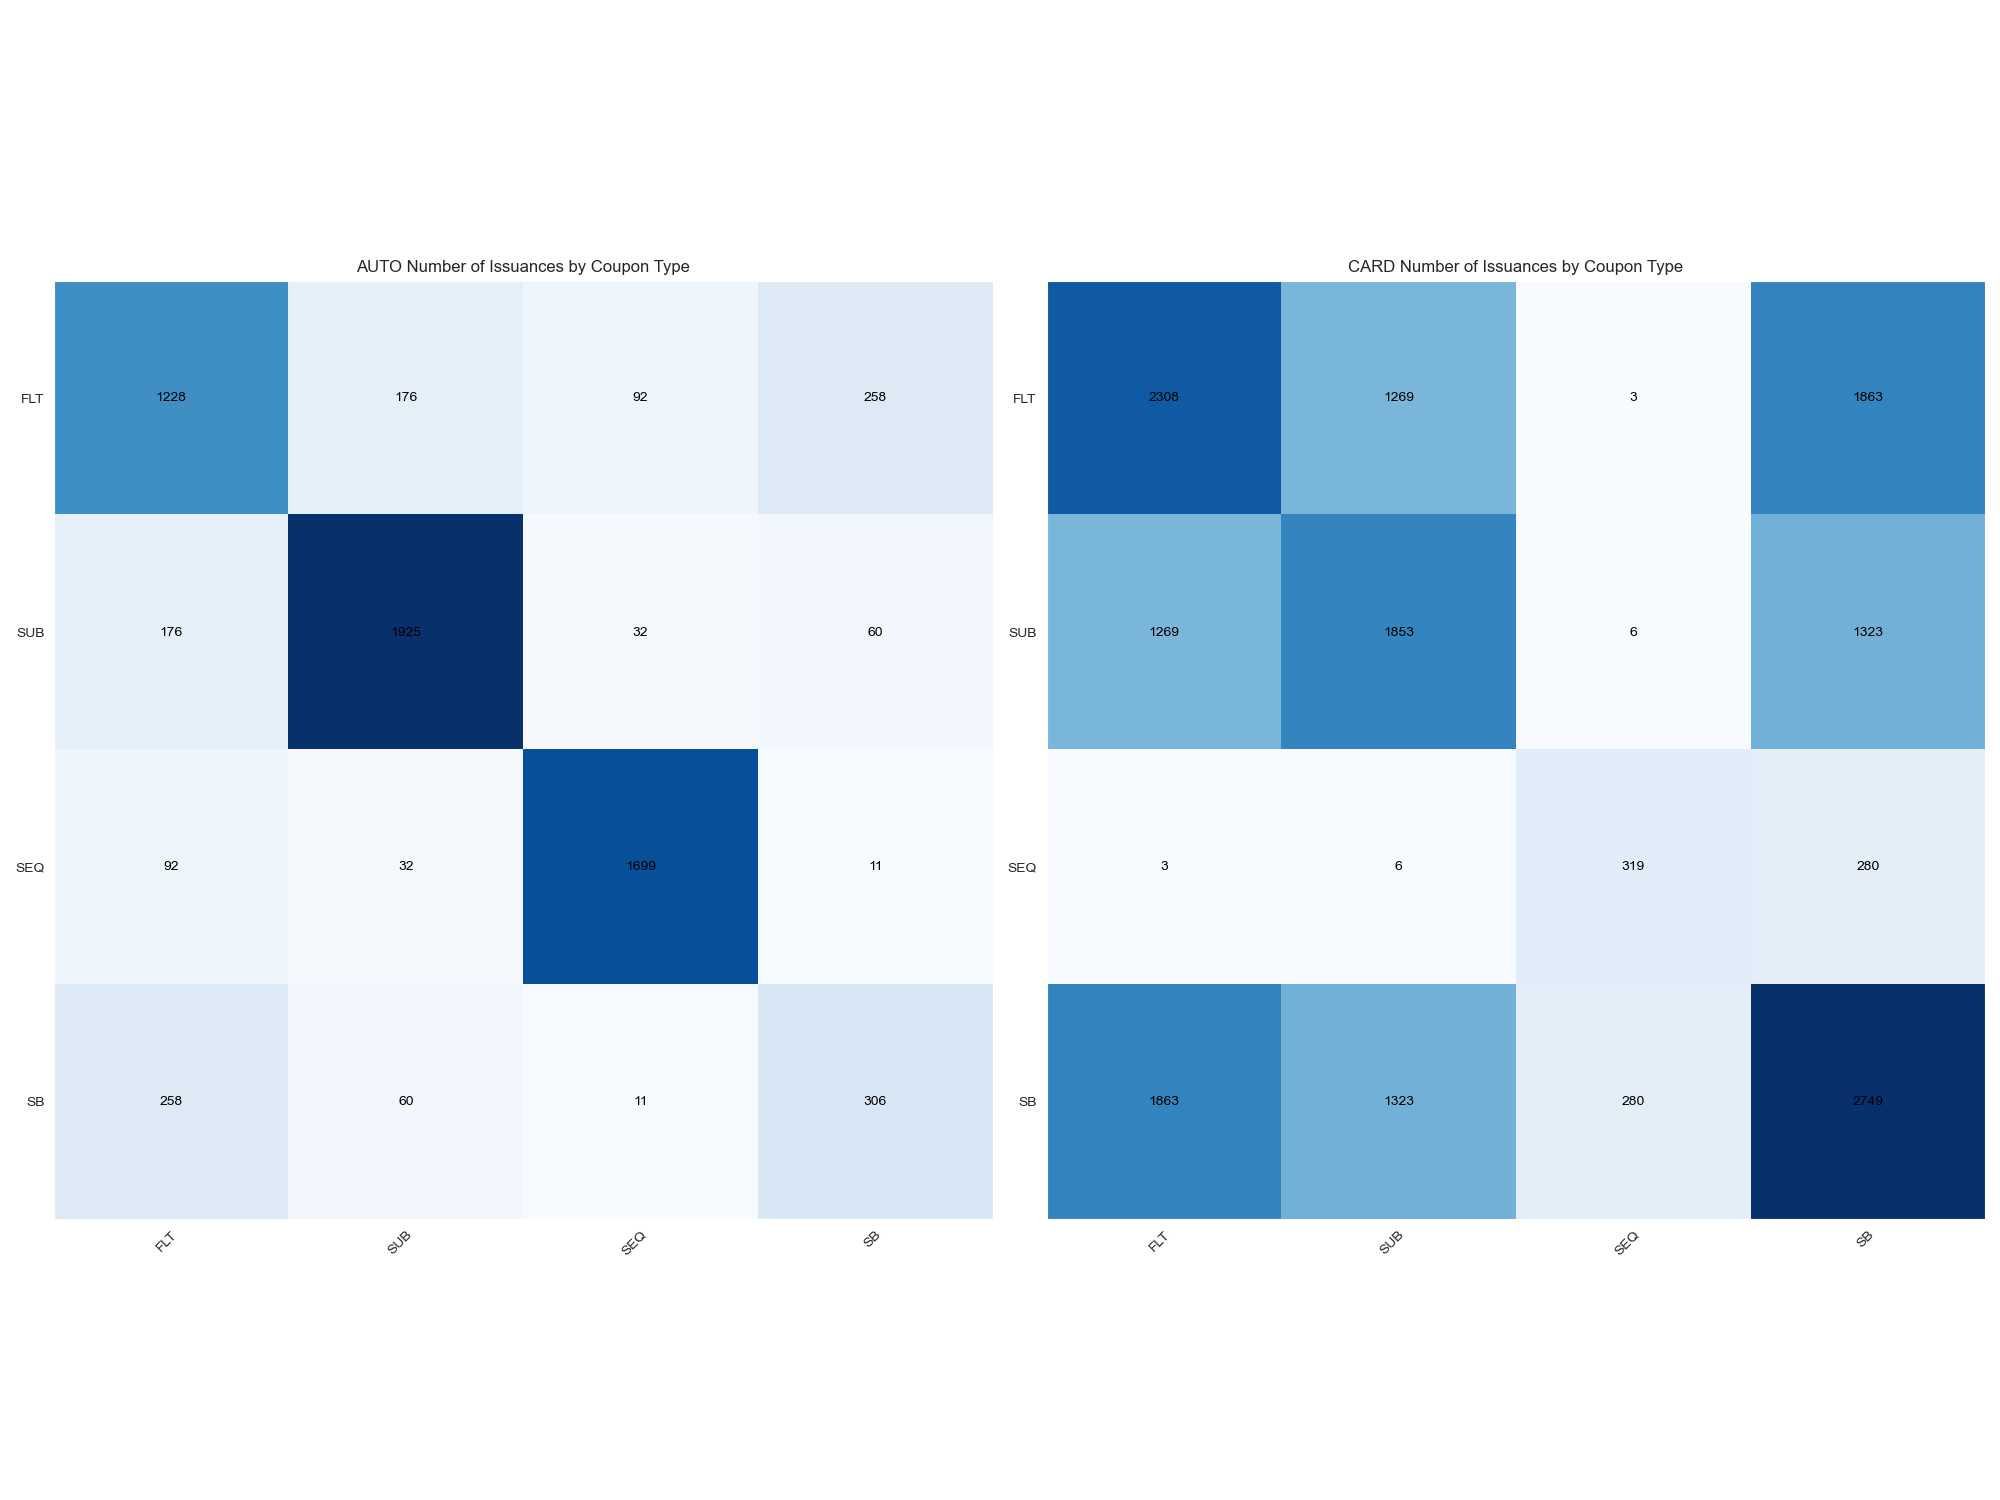 AUTO Number of Issuances by Coupon Type
FLT 1228 176 92 258
SUB 176 1925 32 60
SEQ 92 32 1699 11
SB 258 60 11 306
FLT SUB SEQ SB
CARD Number of Issuances by Coupon Type
FLT 2308 1269 3 1863
SUB 1269 1853 6 1323
SEQ 3 6 319 280
SB 1863 1323 280 2749
FLT SUB SEQ SB